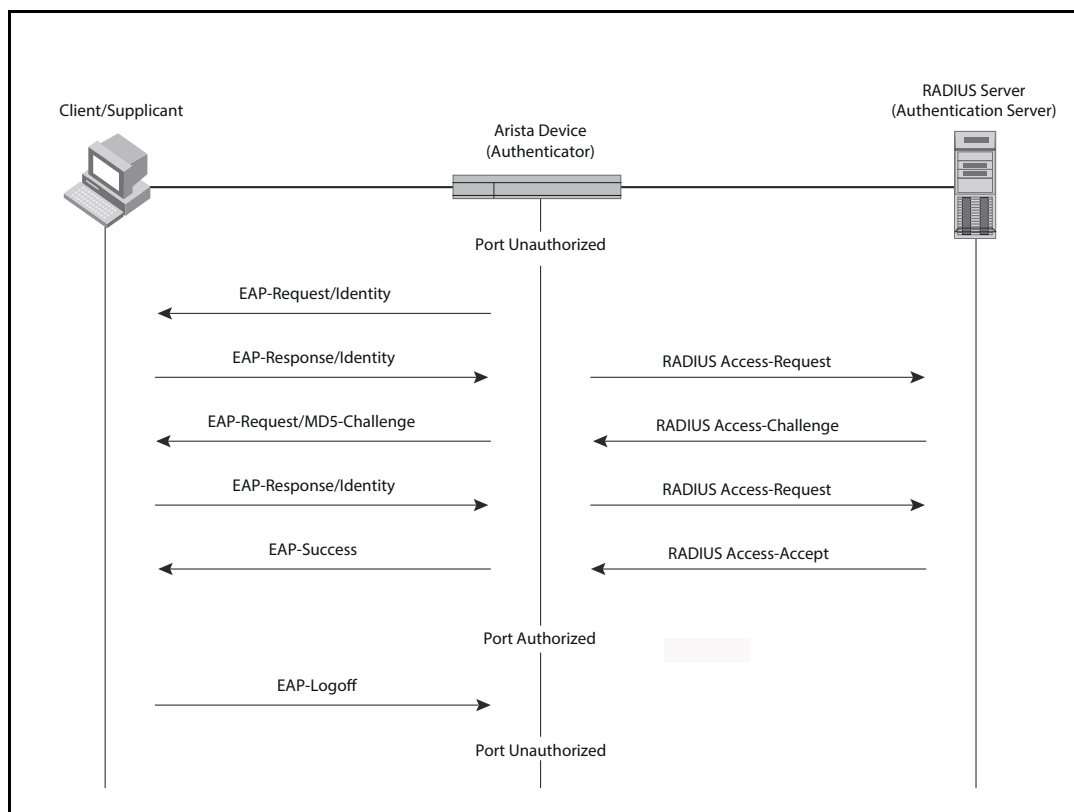 Client/Supplicant
Arista Device
(Authenticator)
RADIUS Server
(Authentication Server)
Port Unauthorized
EAP-Request/Identity
EAP-Response/Identity
RADIUS Access-Request
EAP-Request/MD5-Challenge
RADIUS Access-Challenge
EAP-Response/Identity
RADIUS Access-Request
EAP-Success
RADIUS Access-Accept
Port Authorized
EAP-Logoff
Port Unauthorized